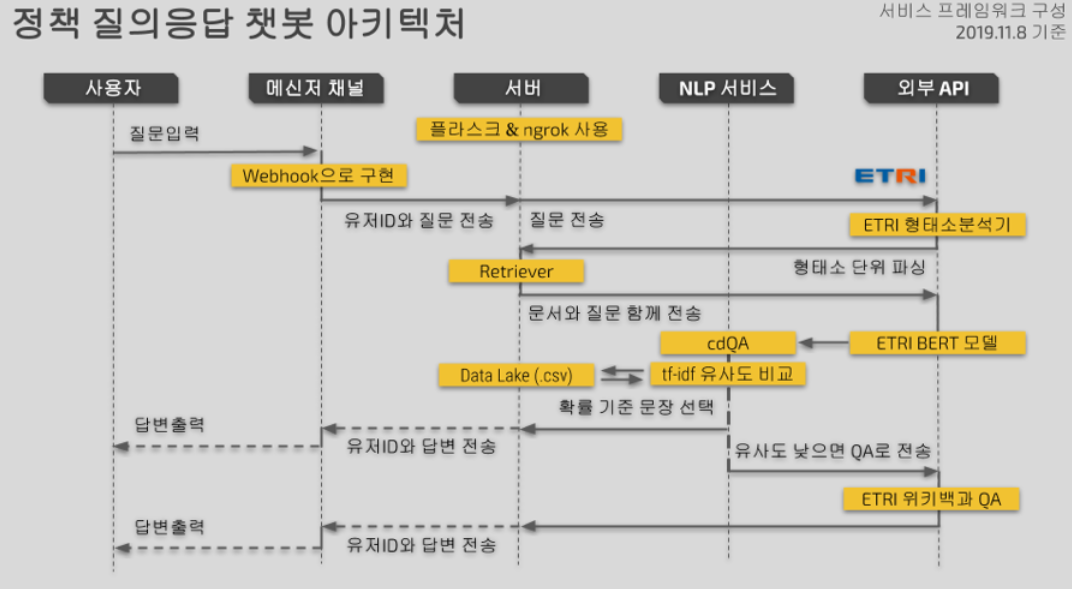 정책 질의응답 챗봇 아키텍처
서비스 프레임워크 구성
2019.11.8 기준
사용자
메신저 채널
서버
NLP 서비스
외부 API
질문입력
플라스크 & ngrok 사용
Webhook으로 구현
ETRI
유저ID와 질문 전송
질문 전송
ETRI 형태소분석기
형태소 단위 파싱
Retriever
문서와 질문 함께 전송
cdQA
ETRI BERT 모델
Data Lake (.csv)
tf-idf 유사도 비교
확률 기준 문장 선택
답변출력
유저ID와 답변 전송
유사도 낮으면 QA로 전송
ETRI 위키백과 QA
답변출력
유저ID와 답변 전송